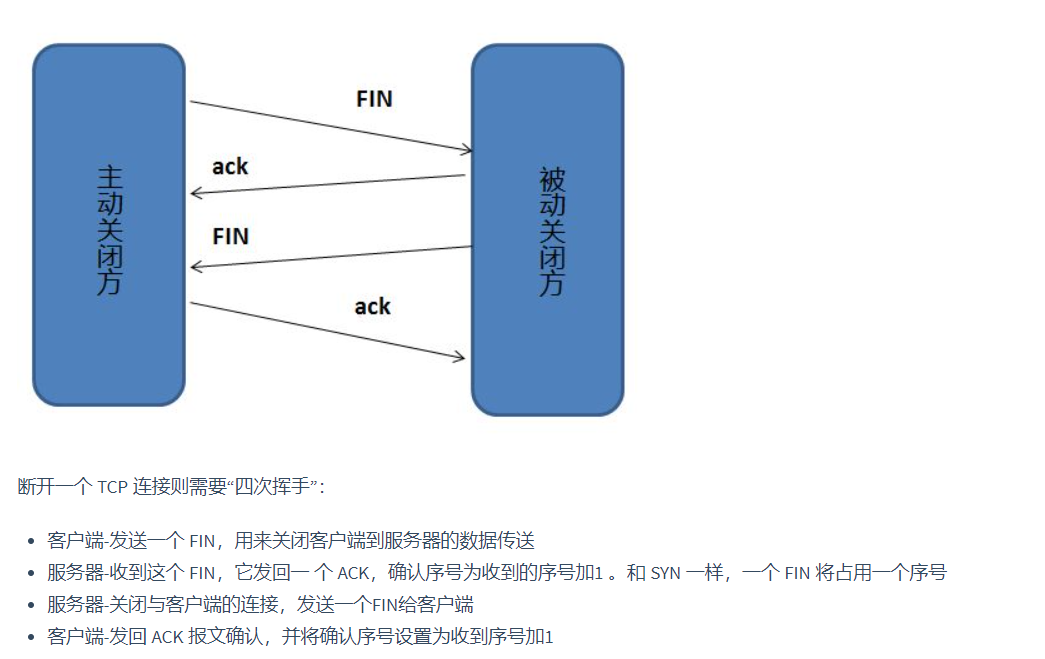 FIN
ack
主动关闭方
被动关闭方
FIN
ack
断开一个 TCP 连接则需要“四次挥手”：
客户端-发送一个 FIN，用来关闭客户端到服务器的数据传送
服务器-收到这个 FIN，它发回一 个 ACK，确认序号为收到的序号加1 。和 SYN 一样，一个 FIN 将占用一个序号
服务器-关闭与客户端的连接，发送一个FIN给客户端
客户端-发回 ACK 报文确认，并将确认序号设置为收到序号加1